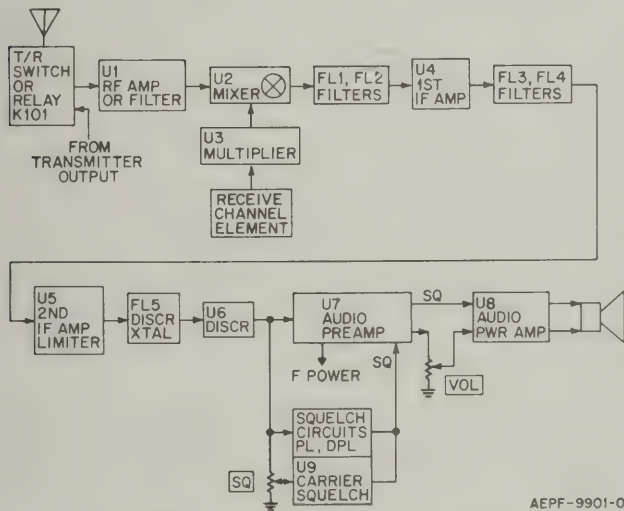 T/R
SWITCH
OR
RELAY
K101
U1
RF AMP
OR FILTER
U2
MIXER
FL1, FL2
FILTERS
U4
1ST
IF AMP
FL3, FL4
FILTERS
FROM
TRANSMITTER
OUTPUT
U3
MULTIPLIER
RECEIVE
CHANNEL
ELEMENT
U5
2ND
IF AMP
LIMITER
FL5
DISCR
XTAL
U6
DISCR
U7
AUDIO
PREAMP
SQ
U8
AUDIO
PWR AMP
F POWER
SQ
VOL
SQUELCH
CIRCUITS
PL, DPL
SQ
U9
CARRIER
SQUELCH
AEPF-9901-0